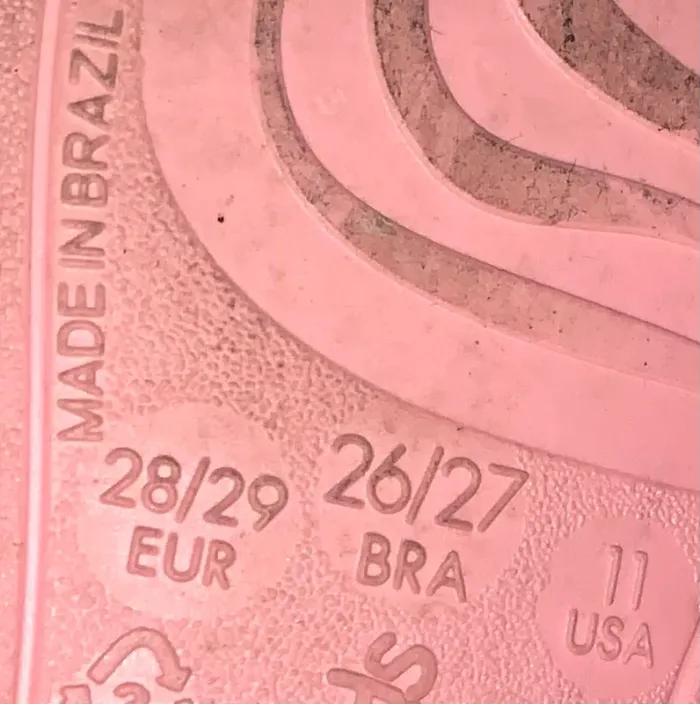 MADE IN BRAZIL
28/29
EUR
26/27
BRA
11
USA